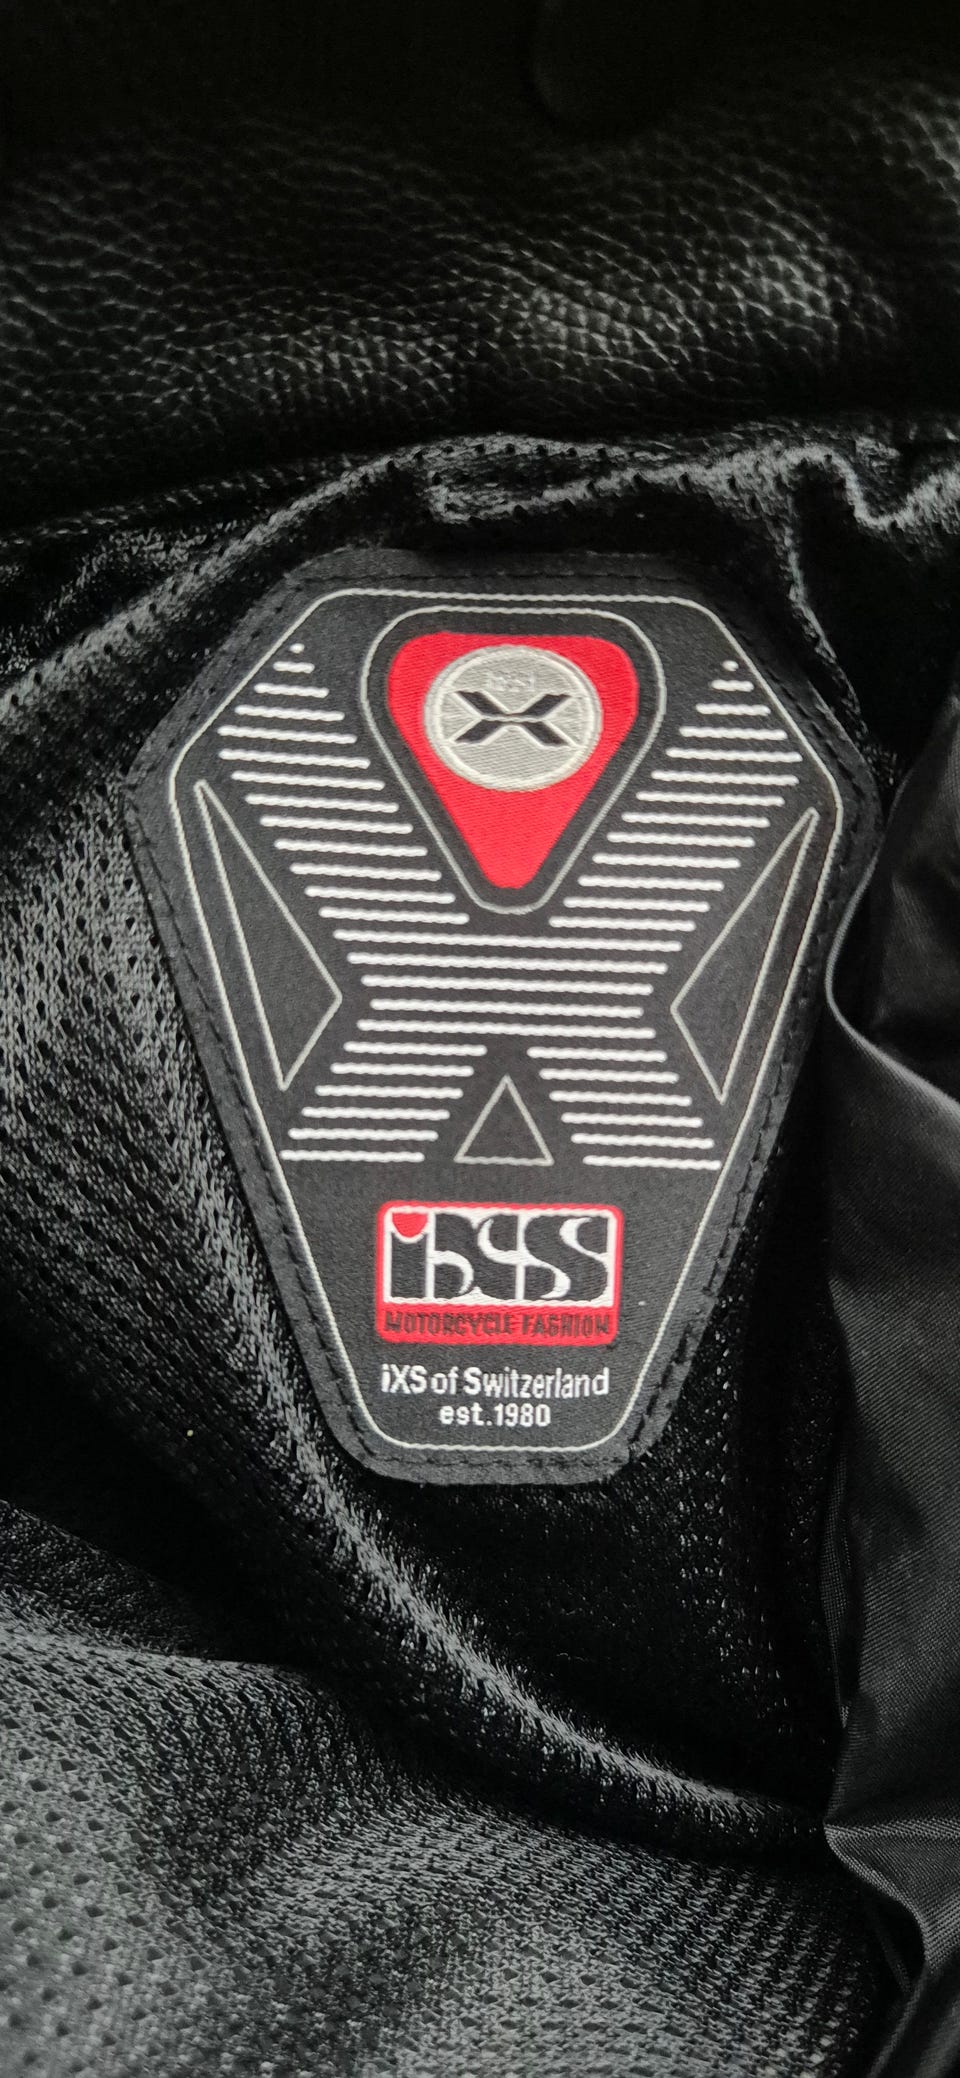 iXS
MOTORCYCLE FASHION
iXS of Switzerland
est.1980